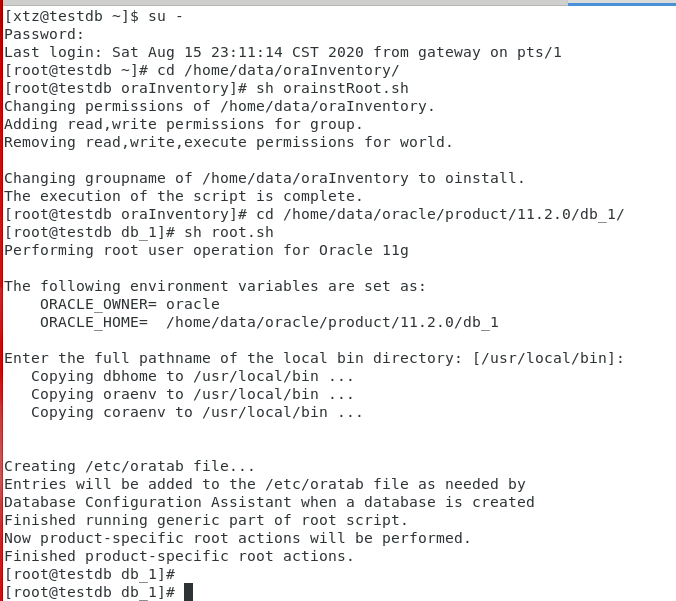 [xtz@testdb ~]$ su -
Password:
Last login: Sat Aug 15 23:11:14 CST 2020 from gateway on pts/1
[root@testdb ~]# cd /home/data/oraInventory/
[root@testdb oraInventory]# sh orainstRoot.sh
Changing permissions of /home/data/oraInventory.
Adding read,write permissions for group.
Removing read,write,execute permissions for world.

Changing groupname of /home/data/oraInventory to oinstall.
The execution of the script is complete.
[root@testdb oraInventory]# cd /home/data/oracle/product/11.2.0/db_1/
[root@testdb db_1]# sh root.sh
Performing root user operation for Oracle 11g

The following environment variables are set as:
    ORACLE_OWNER= oracle
    ORACLE_HOME=  /home/data/oracle/product/11.2.0/db_1

Enter the full pathname of the local bin directory: [/usr/local/bin]:
   Copying dbhome to /usr/local/bin ...
   Copying oraenv to /usr/local/bin ...
   Copying coraenv to /usr/local/bin ...


Creating /etc/oratab file...
Entries will be added to the /etc/oratab file as needed by
Database Configuration Assistant when a database is created
Finished running generic part of root script.
Now product-specific root actions will be performed.
Finished product-specific root actions.
[root@testdb db_1]#
[root@testdb db_1]#